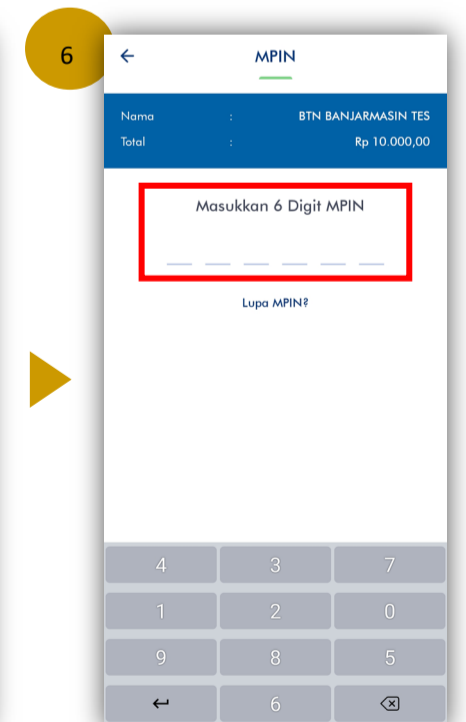 6
MPIN
Nama : BTN BANJARMASIN TES
Total : Rp 10.000,00
Masukkan 6 Digit MPIN
Lupa MPIN?
4 3 7
1 2 0
9 8 5
6